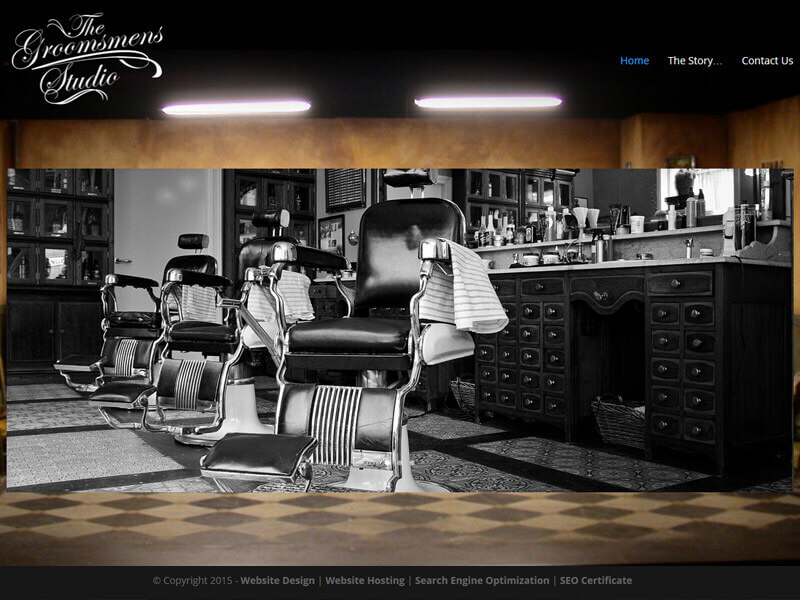 The
Groomsmens
Studio
Home The Story... Contact Us
© Copyright 2015 - Website Design | Website Hosting | Search Engine Optimization | SEO Certificate